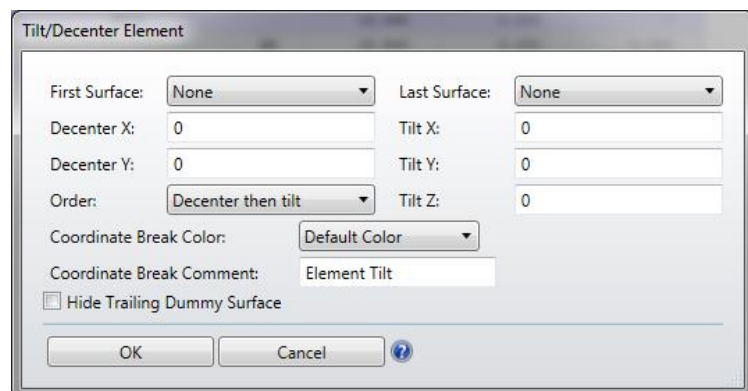 Tilt/Decenter Element
First Surface: None Last Surface: None
Decenter X: 0 Tilt X: 0
Decenter Y: 0 Tilt Y: 0
Order: Decenter then tilt Tilt Z: 0
Coordinate Break Color: Default Color
Coordinate Break Comment: Element Tilt
Hide Trailing Dummy Surface
OK Cancel ?